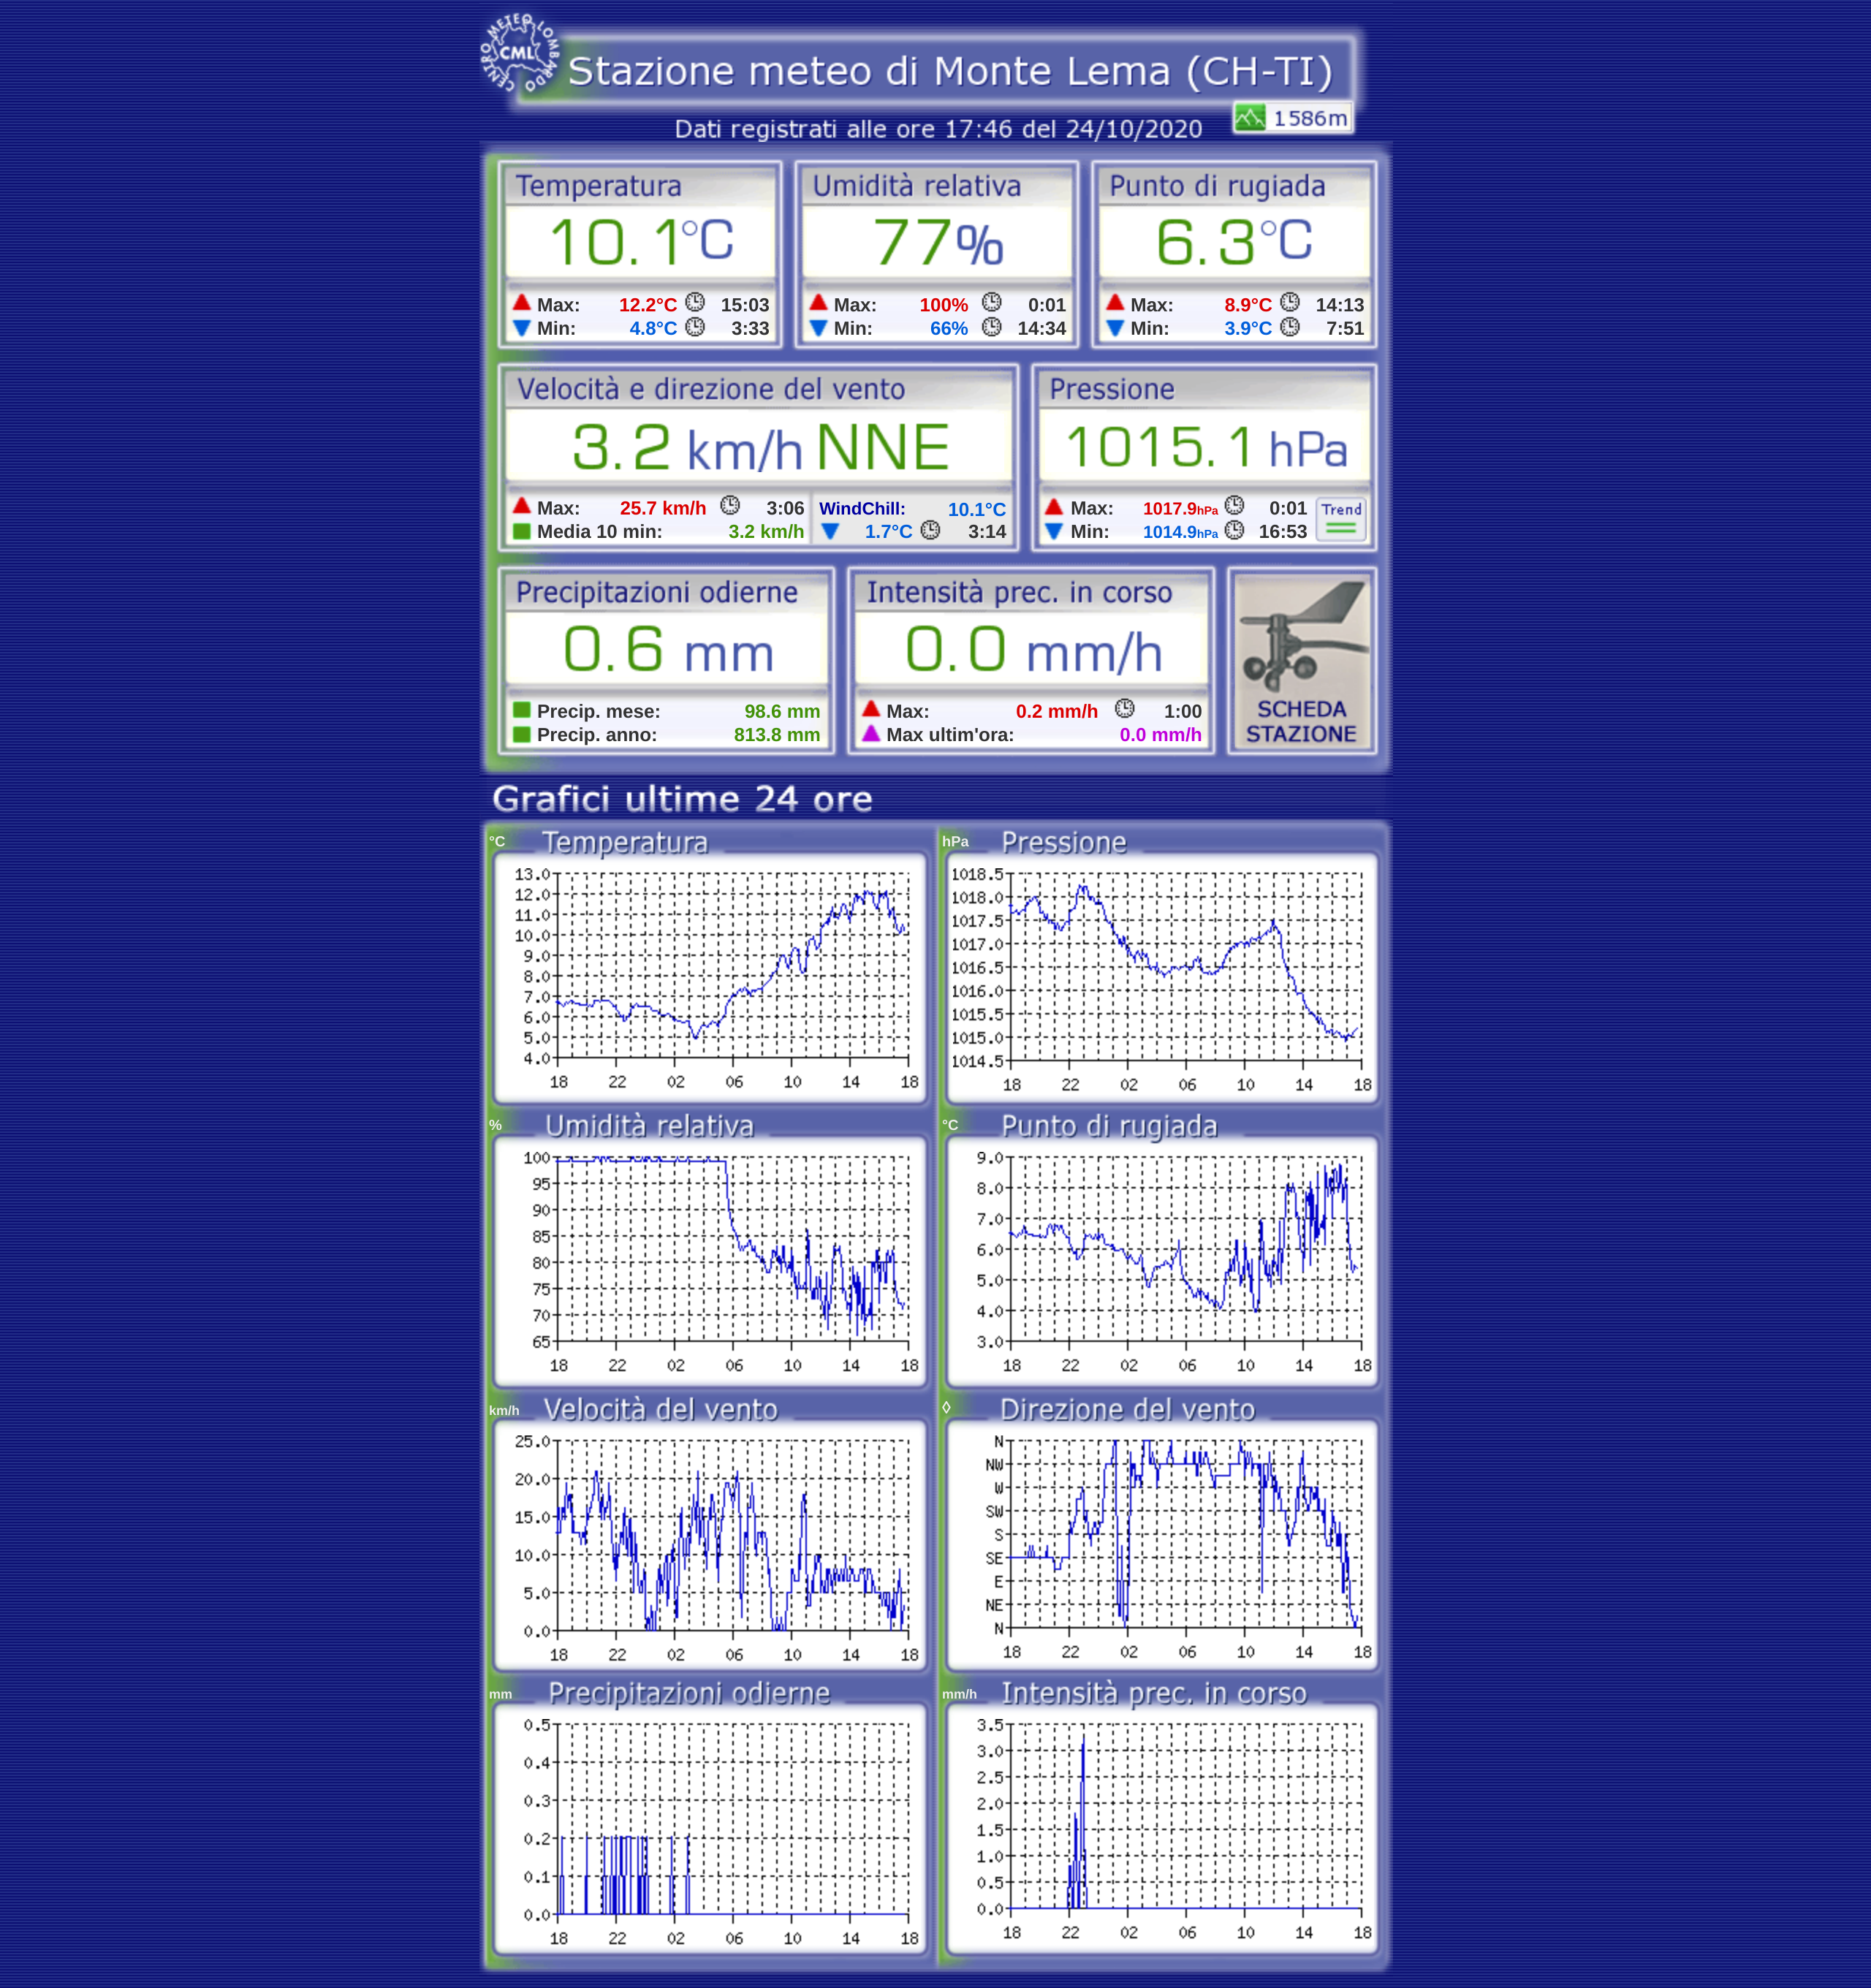 CENTRO METEO LOMBARDO
CML
Stazione meteo di Monte Lema (CH-TI)
1586m
Dati registrati alle ore 17:46 del 24/10/2020
Temperatura
10.1°C
Max: 12.2°C 15:03
Min: 4.8°C 3:33
Umidità relativa
77%
Max: 100% 0:01
Min: 66% 14:34
Punto di rugiada
6.3°C
Max: 8.9°C 14:13
Min: 3.9°C 7:51
Velocità e direzione del vento
3.2 km/h NNE
Max: 25.7 km/h 3:06
Media 10 min: 3.2 km/h
WindChill: 10.1°C
1.7°C 3:14
Pressione
1015.1 hPa
Max: 1017.9hPa 0:01
Min: 1014.9hPa 16:53
Trend
Precipitazioni odierne
0.6 mm
Precip. mese: 98.6 mm
Precip. anno: 813.8 mm
Intensità prec. in corso
0.0 mm/h
Max: 0.2 mm/h 1:00
Max ultim'ora: 0.0 mm/h
SCHEDA
STAZIONE
Grafici ultime 24 ore
°C Temperatura
13.0
12.0
11.0
10.0
9.0
8.0
7.0
6.0
5.0
4.0
18 22 02 06 10 14 18
hPa Pressione
1018.5
1018.0
1017.5
1017.0
1016.5
1016.0
1015.5
1015.0
1014.5
18 22 02 06 10 14 18
% Umidità relativa
100
95
90
85
80
75
70
65
18 22 02 06 10 14 18
°C Punto di rugiada
9.0
8.0
7.0
6.0
5.0
4.0
3.0
18 22 02 06 10 14 18
km/h Velocità del vento
25.0
20.0
15.0
10.0
5.0
0.0
18 22 02 06 10 14 18
◊ Direzione del vento
N
NW
W
SW
S
SE
E
NE
N
18 22 02 06 10 14 18
mm Precipitazioni odierne
0.5
0.4
0.3
0.2
0.1
0.0
18 22 02 06 10 14 18
mm/h Intensità prec. in corso
3.5
3.0
2.5
2.0
1.5
1.0
0.5
0.0
18 22 02 06 10 14 18